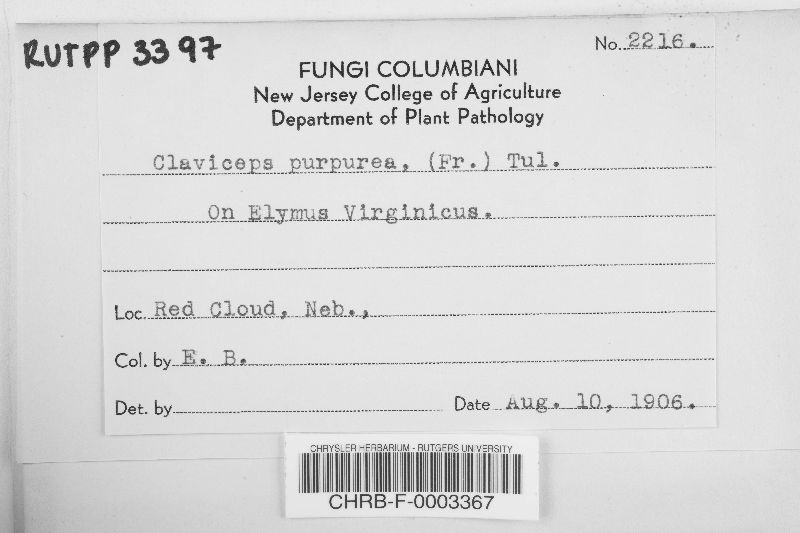 RUTPP 3397
No. 2216.
FUNGI COLUMBIANI
New Jersey College of Agriculture
Department of Plant Pathology
Claviceps purpurea, (Fr.) Tul.
On Elymus Virginicus.
Loc. Red Cloud, Neb.,
Col. by E. B.
Det. by
Date Aug. 10, 1906.
CHRYSLER HERBARIUM - RUTGERS UNIVERSITY
CHRB-F-0003367